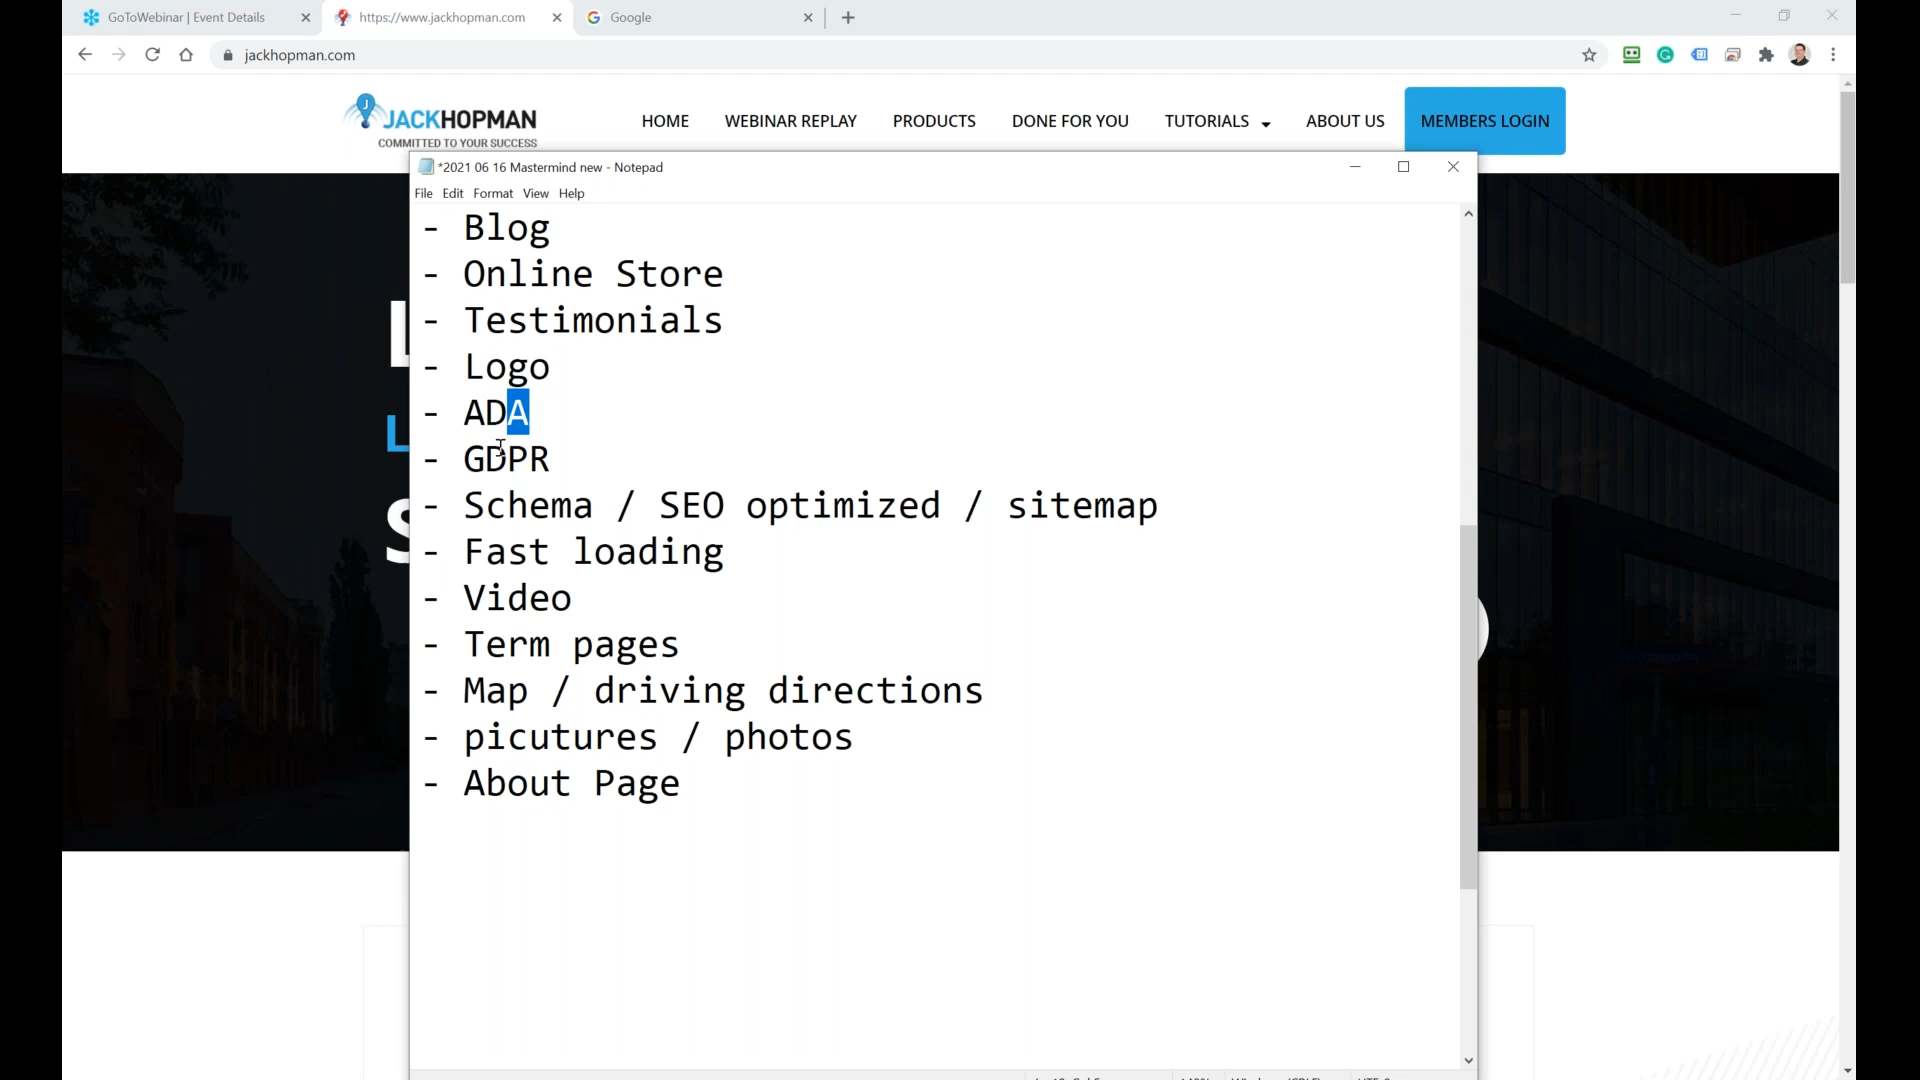 GoToWebinar | Event Details
https://www.jackhopman.com
Google
jackhopman.com
JACKHOPMAN
COMMITTED TO YOUR SUCCESS
HOME WEBINAR REPLAY PRODUCTS DONE FOR YOU TUTORIALS ABOUT US MEMBERS LOGIN
*2021 06 16 Mastermind new - Notepad
File Edit Format View Help
- Blog
- Online Store
- Testimonials
- Logo
- ADA
- GDPR
- Schema / SEO optimized / sitemap
- Fast loading
- Video
- Term pages
- Map / driving directions
- picutures / photos
- About Page